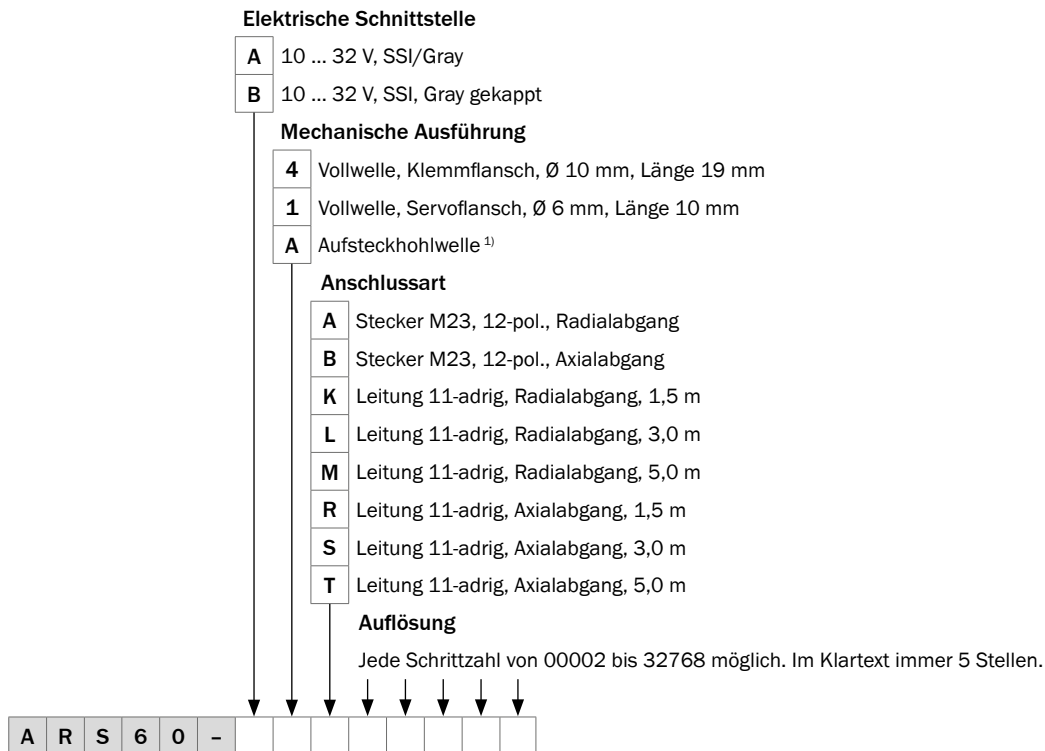 Elektrische Schnittstelle
A 10 ... 32 V, SSI/Gray
B 10 ... 32 V, SSI, Gray gekappt
Mechanische Ausführung
4 Vollwelle, Klemmflansch, Ø 10 mm, Länge 19 mm
1 Vollwelle, Servoflansch, Ø 6 mm, Länge 10 mm
A Aufsteckhohlwelle 1)
Anschlussart
A Stecker M23, 12-pol., Radialabgang
B Stecker M23, 12-pol., Axialabgang
K Leitung 11-adrig, Radialabgang, 1,5 m
L Leitung 11-adrig, Radialabgang, 3,0 m
M Leitung 11-adrig, Radialabgang, 5,0 m
R Leitung 11-adrig, Axialabgang, 1,5 m
S Leitung 11-adrig, Axialabgang, 3,0 m
T Leitung 11-adrig, Axialabgang, 5,0 m
Auflösung
Jede Schrittzahl von 00002 bis 32768 möglich. Im Klartext immer 5 Stellen.
A R S 6 0 –